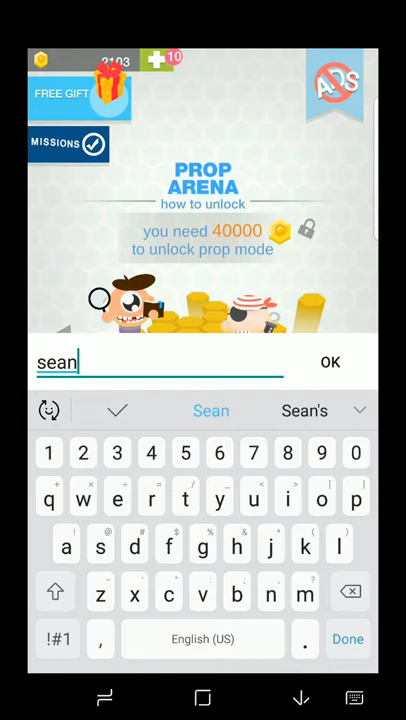 2103
10
FREE GIFT
ADS
MISSIONS
PROP
ARENA
how to unlock
you need 40000
to unlock prop mode
sean
OK
Sean
Sean's
1 2 3 4 5 6 7 8 9 0
q w e r t y u i o p
a s d f g h j k l
z x c v b n m
!#1 , English (US) . Done